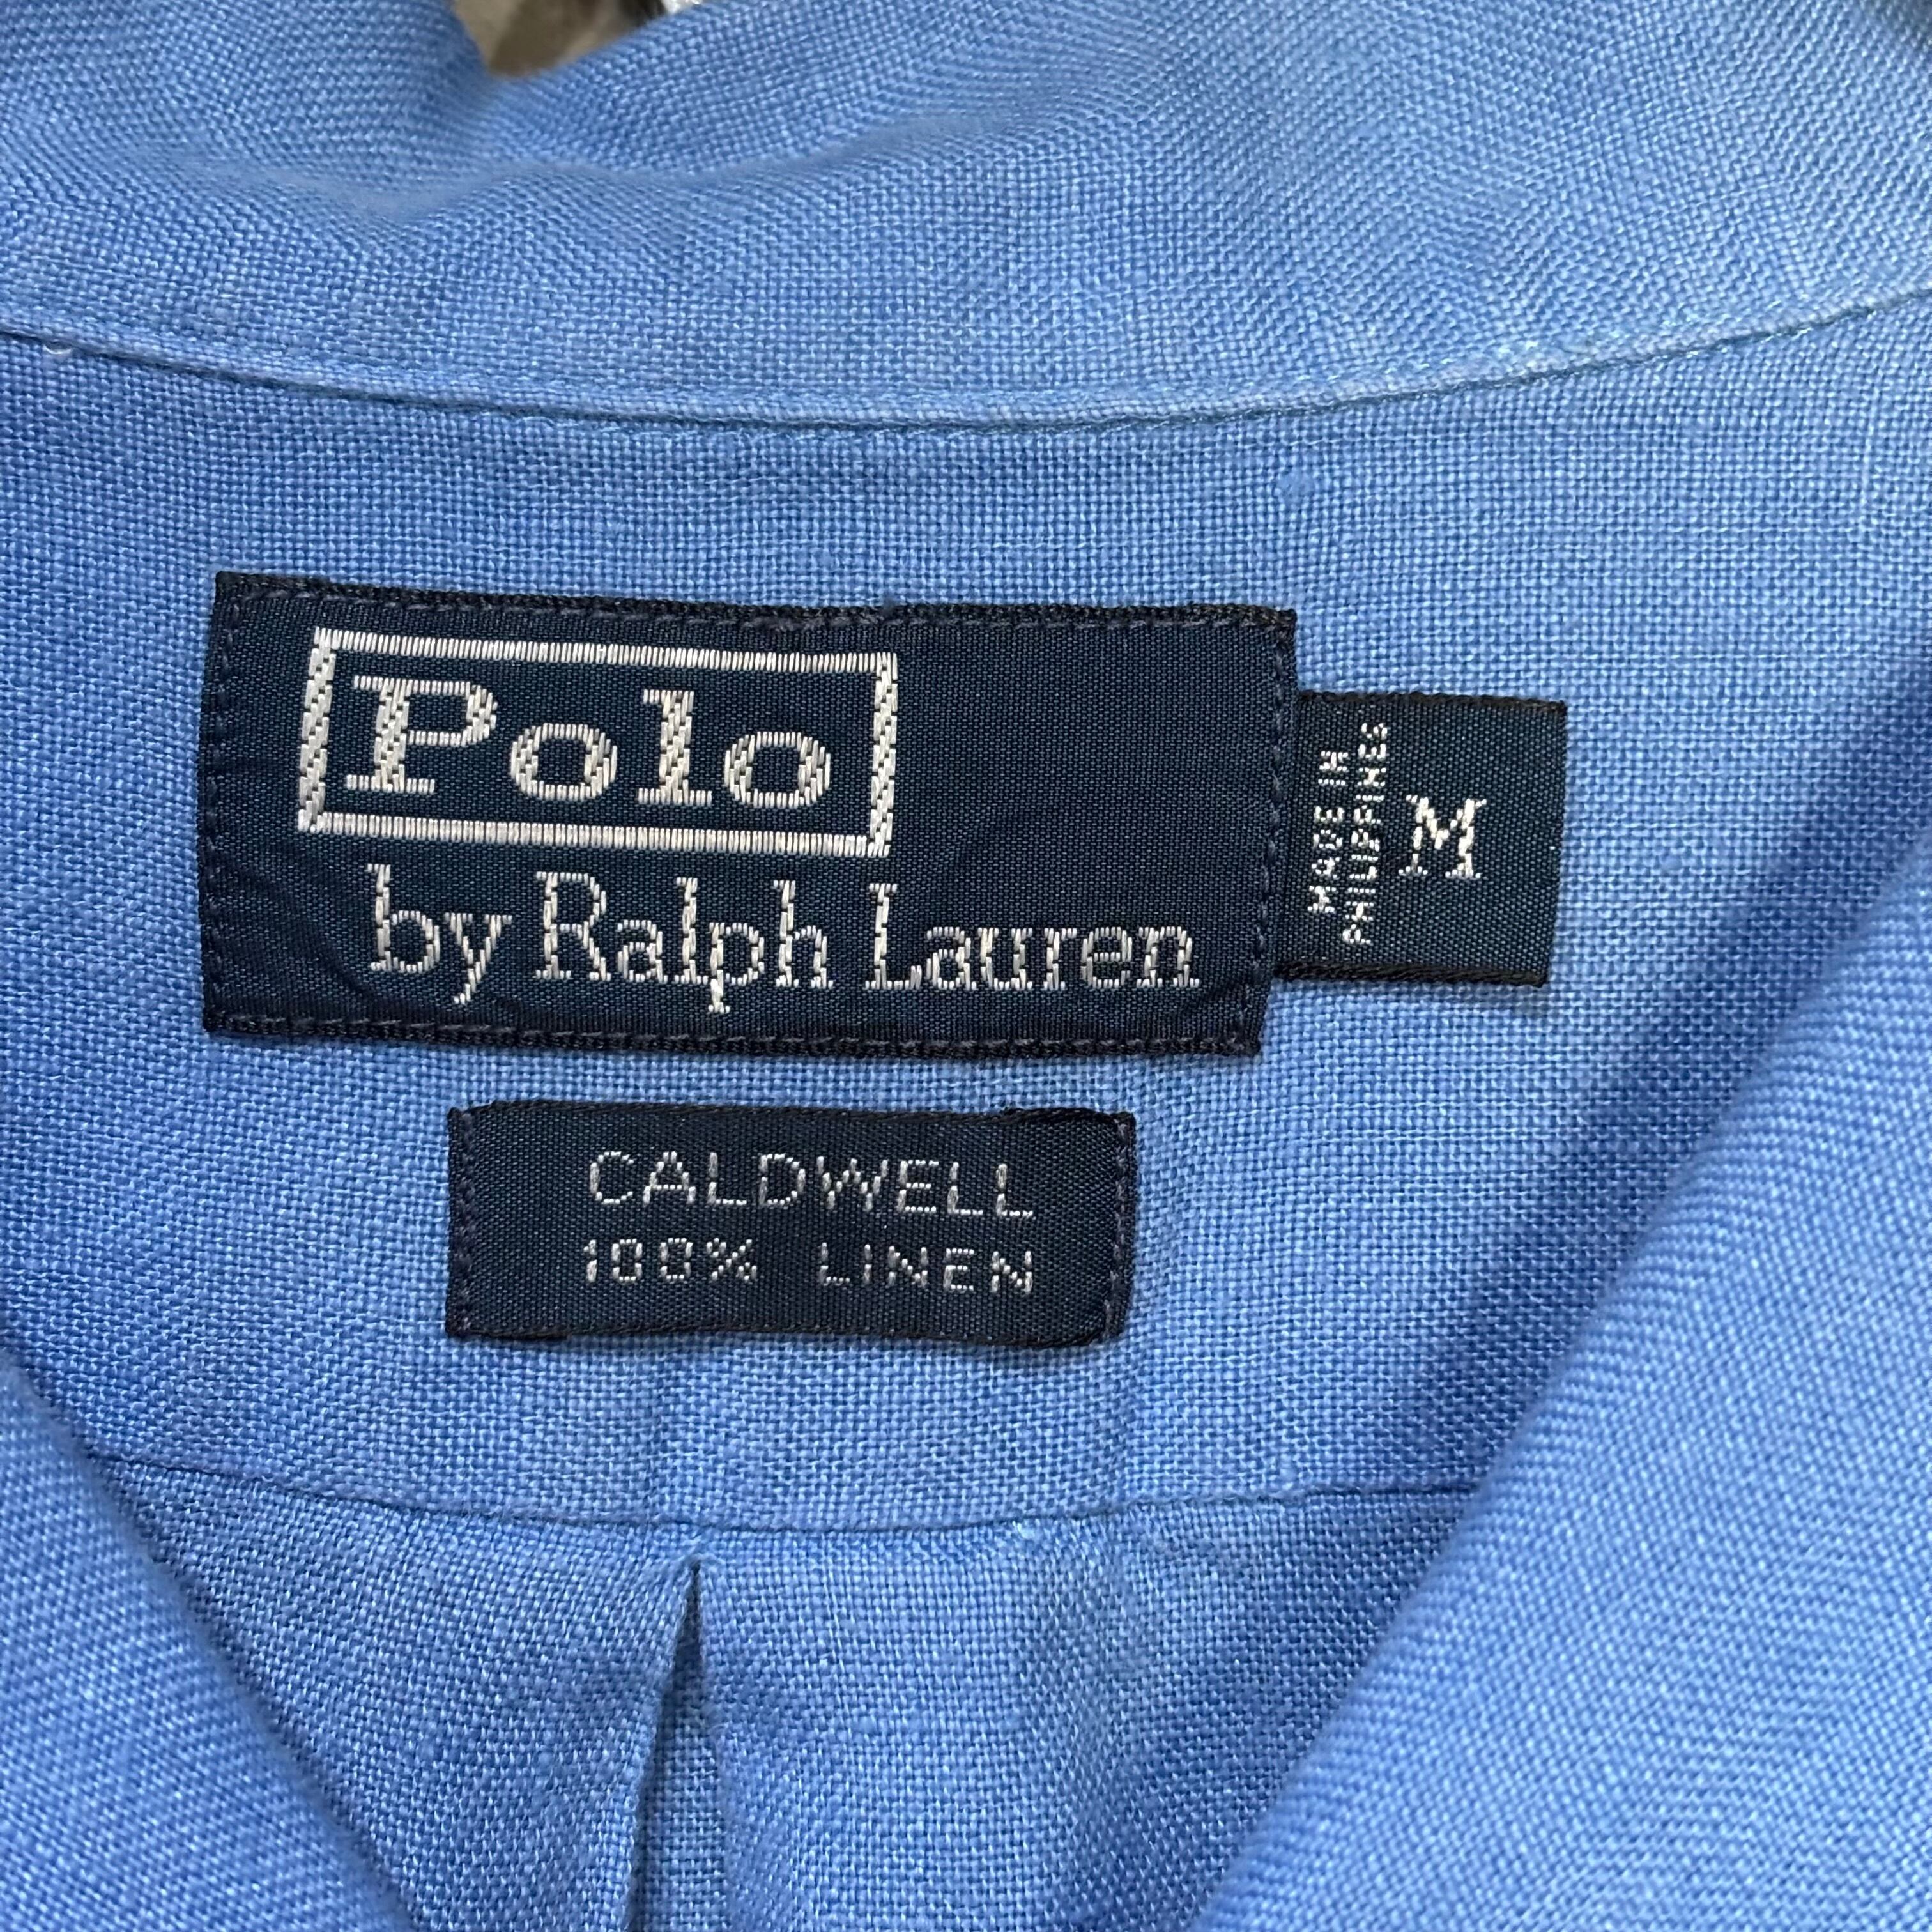 Polo
by Ralph Lauren
MADE IN
PHILIPPINES
M
CALDWELL
100% LINEN